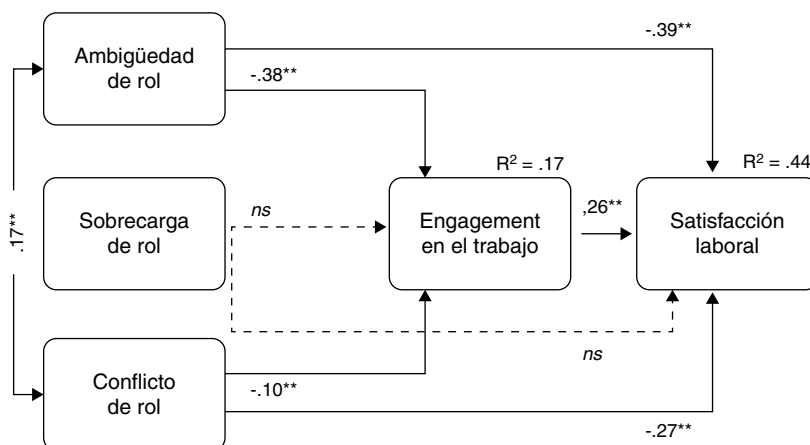 Ambigüedad
de rol
-.39**
-.38**
R² = .17
R² = .44
.17**
Sobrecarga
de rol
ns
Engagement
en el trabajo
,26**
Satisfacción
laboral
ns
Conflicto
de rol
-.10**
-.27**